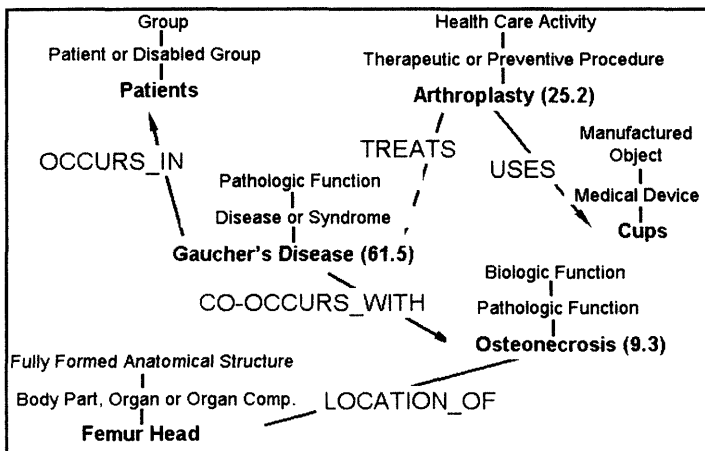 Group
Patient or Disabled Group
Patients
Health Care Activity
Therapeutic or Preventive Procedure
Arthroplasty (25.2)
OCCURS_IN
TREATS
USES
Manufactured
Object
Medical Device
Cups
Pathologic Function
Disease or Syndrome
Gaucher's Disease (61.5)
CO-OCCURS_WITH
Biologic Function
Pathologic Function
Osteonecrosis (9.3)
Fully Formed Anatomical Structure
Body Part, Organ or Organ Comp.
Femur Head
LOCATION_OF